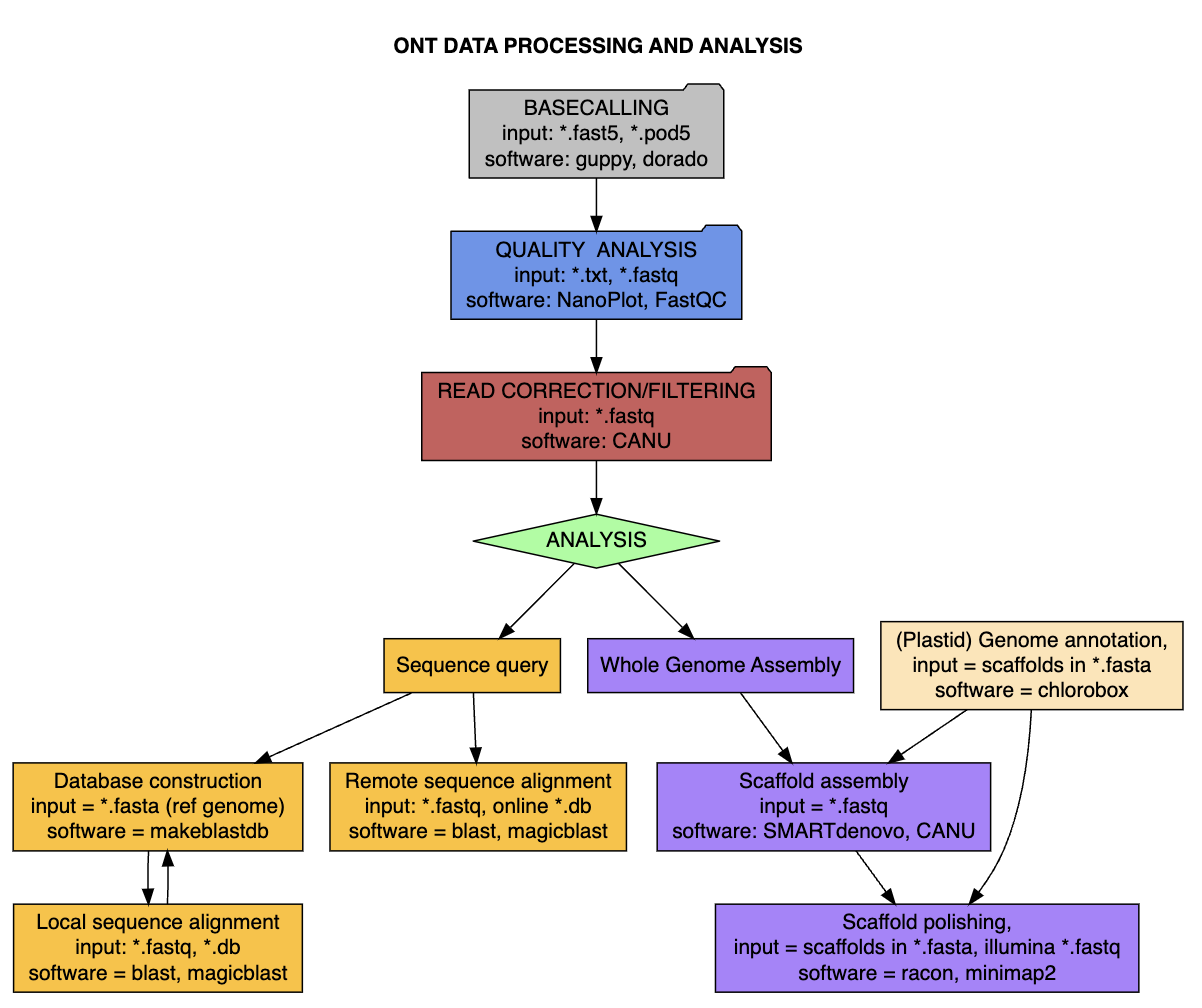 ONT DATA PROCESSING AND ANALYSIS
BASECALLING
input: *.fast5, *.pod5
software: guppy, dorado
QUALITY  ANALYSIS
input: *.txt, *.fastq
software: NanoPlot, FastQC
READ CORRECTION/FILTERING
input: *.fastq
software: CANU
ANALYSIS
Sequence query
Whole Genome Assembly
(Plastid) Genome annotation,
input = scaffolds in *.fasta
software = chlorobox
Database construction
input = *.fasta (ref genome)
software = makeblastdb
Remote sequence alignment
input: *.fastq, online *.db
software = blast, magicblast
Scaffold assembly
input = *.fastq
software: SMARTdenovo, CANU
Local sequence alignment
input: *.fastq, *.db
software = blast, magicblast
Scaffold polishing,
input = scaffolds in *.fasta, illumina *.fastq
software = racon, minimap2